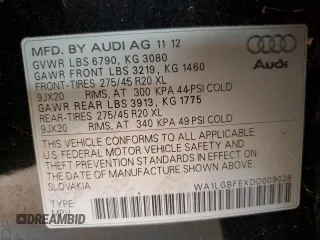 MFD. BY AUDI AG 11 12
GVWR LBS 6790, KG 3080
GAWR FRONT LBS 3219, KG 1460
FRONT-TIRES 275/45 R20 XL
9JX20 RIMS, AT 300 KPA 44 PSI COLD
GAWR REAR LBS 3913, KG 1775
REAR-TIRES 275/45 R20 XL
9JX20 RIMS, AT 340 KPA 49 PSI COLD
Audi
THIS VEHICLE CONFORMS TO ALL APPLICABLE
U.S. FEDERAL MOTOR VEHICLE SAFETY AND
THEFT PREVENTION STANDARDS IN EFFECT ON
THE DATE OF MANUFACTURE SHOWN ABOVE.
SLOVAKIA
WA1LGBFEXDD009628
TYPE:
MPV
DREAMBID